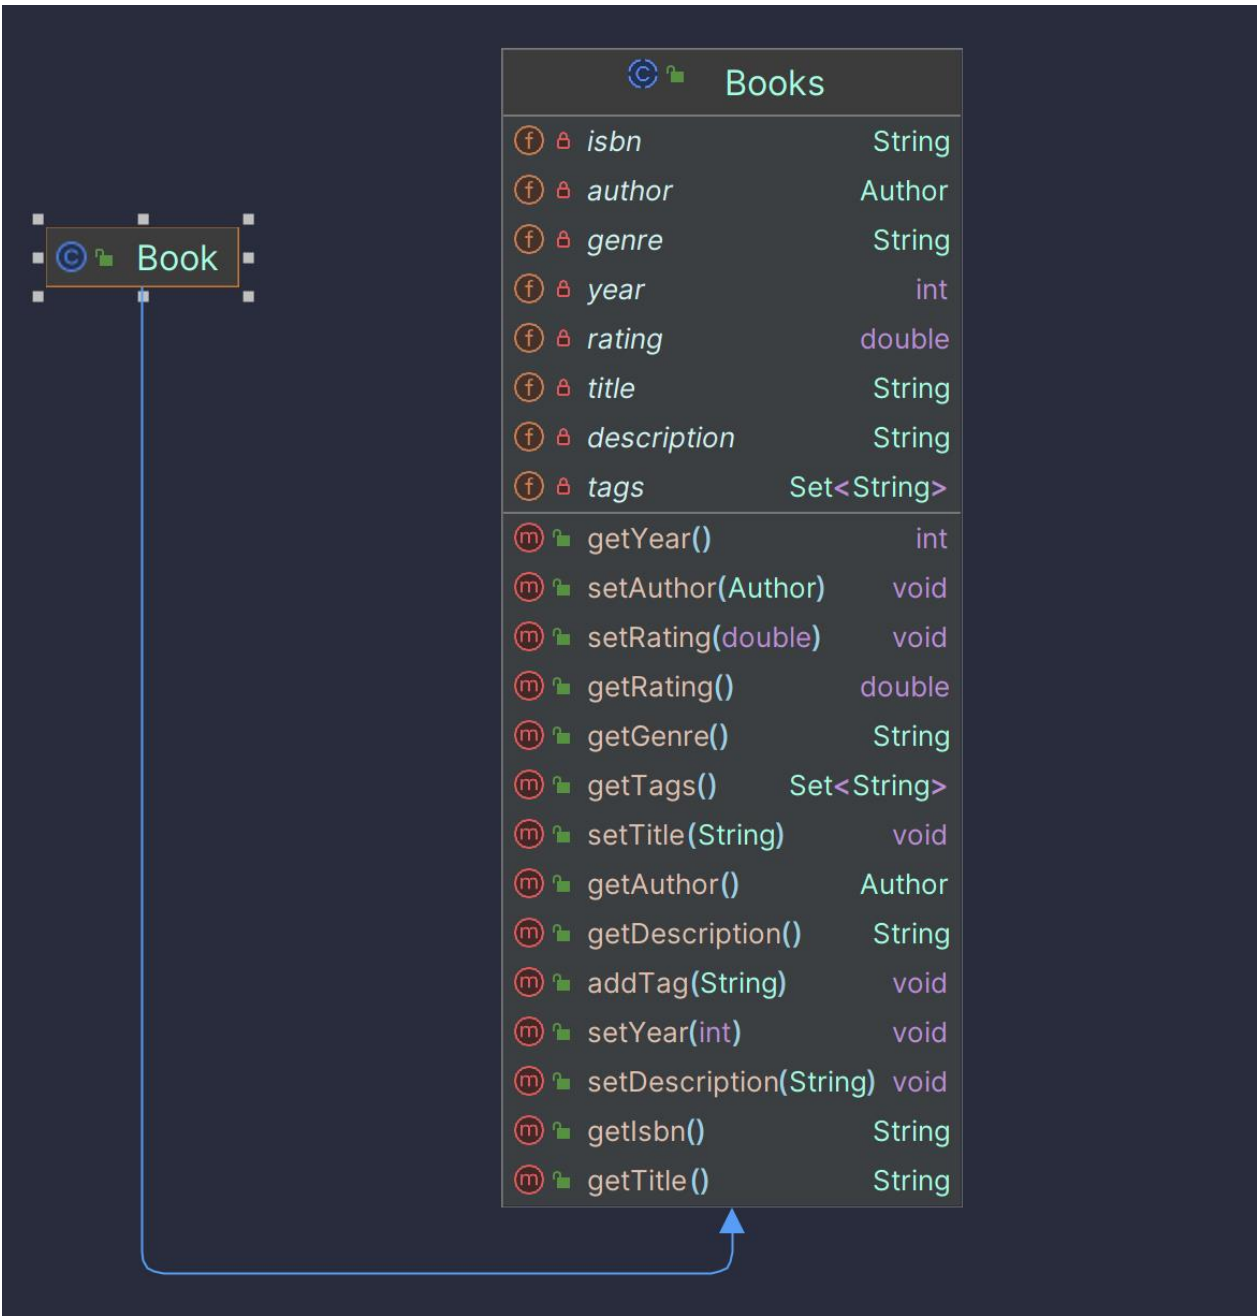 Books
isbn String
author Author
genre String
Book
year int
rating double
title String
description String
tags Set<String>
getYear() int
setAuthor(Author) void
setRating(double) void
getRating() double
getGenre() String
getTags() Set<String>
setTitle(String) void
getAuthor() Author
getDescription() String
addTag(String) void
setYear(int) void
setDescription(String) void
getIsbn() String
getTitle() String